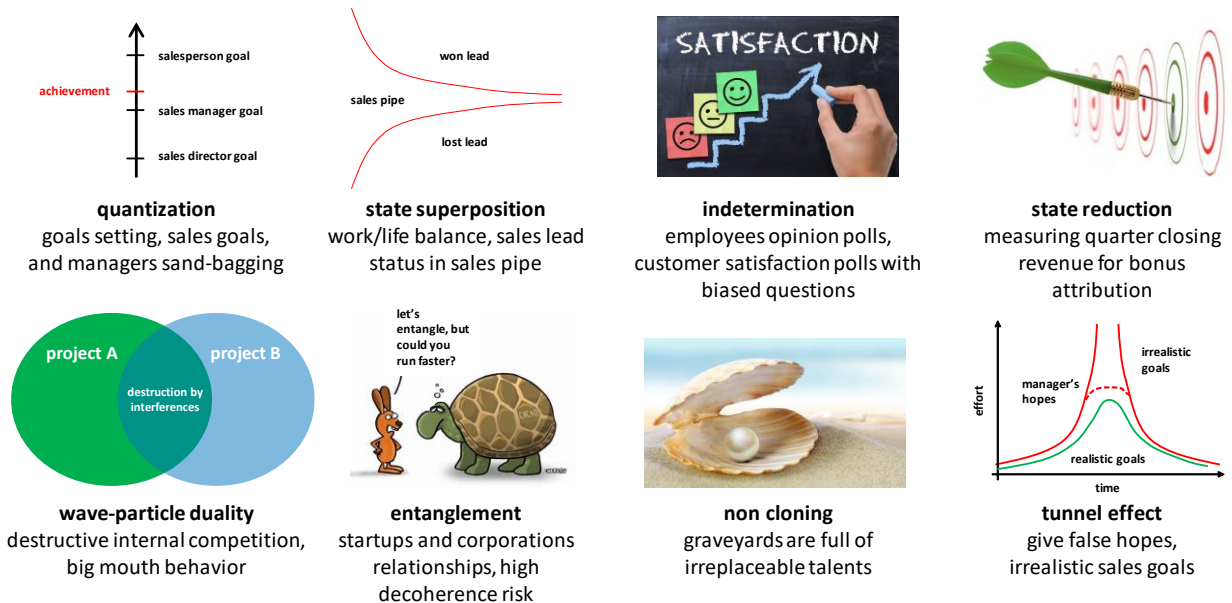 salesperson goal
achievement
sales manager goal
sales director goal
won lead
sales pipe
lost lead
SATISFACTION
quantization
goals setting, sales goals,
and managers sand-bagging
state superposition
work/life balance, sales lead
status in sales pipe
indetermination
employees opinion polls,
customer satisfaction polls with
biased questions
state reduction
measuring quarter closing
revenue for bonus
attribution
project A
project B
destruction by
interferences
let's
entangle, but
could you
run faster?
effort
manager's
hopes
irrealistic
goals
realistic goals
time
wave-particle duality
destructive internal competition,
big mouth behavior
entanglement
startups and corporations
relationships, high
decoherence risk
non cloning
graveyards are full of
irreplaceable talents
tunnel effect
give false hopes,
irrealistic sales goals